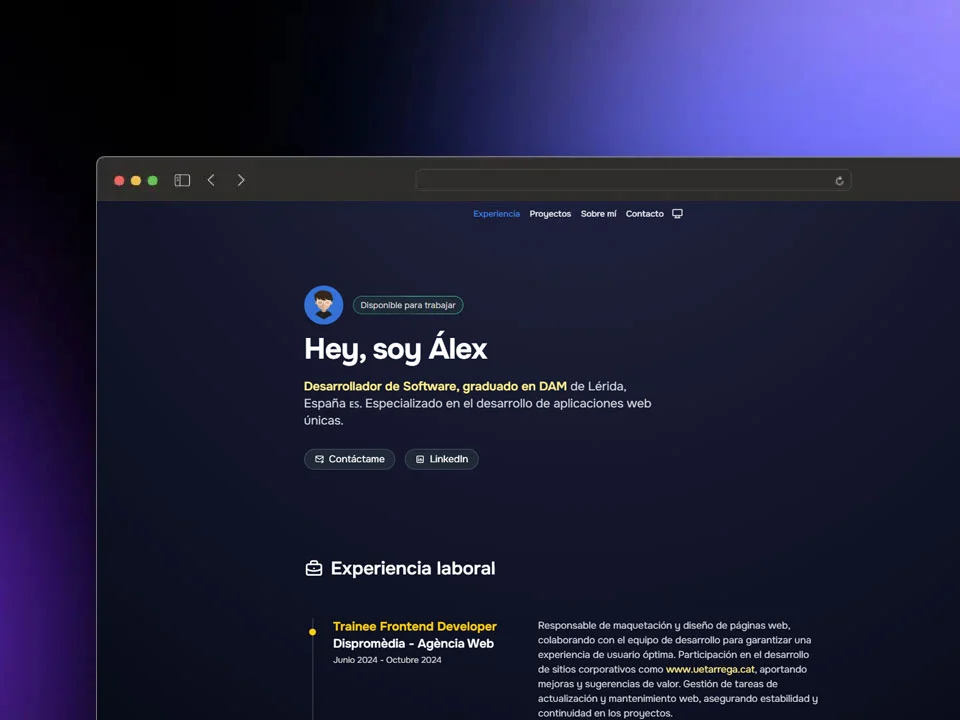 Experiencia Proyectos Sobre mí Contacto
Disponible para trabajar
Hey, soy Álex
Desarrollador de Software, graduado en DAM de Lérida,
España ES. Especializado en el desarrollo de aplicaciones web
únicas.
Contáctame LinkedIn
Experiencia laboral
Trainee Frontend Developer
Dispromèdia - Agència Web
Junio 2024 - Octubre 2024
Responsable de maquetación y diseño de páginas web,
colaborando con el equipo de desarrollo para garantizar una
experiencia de usuario óptima. Participación en el desarrollo
de sitios corporativos como www.uetarrega.cat, aportando
mejoras y sugerencias de valor. Gestión de tareas de
actualización y mantenimiento web, asegurando estabilidad y
continuidad en los proyectos.